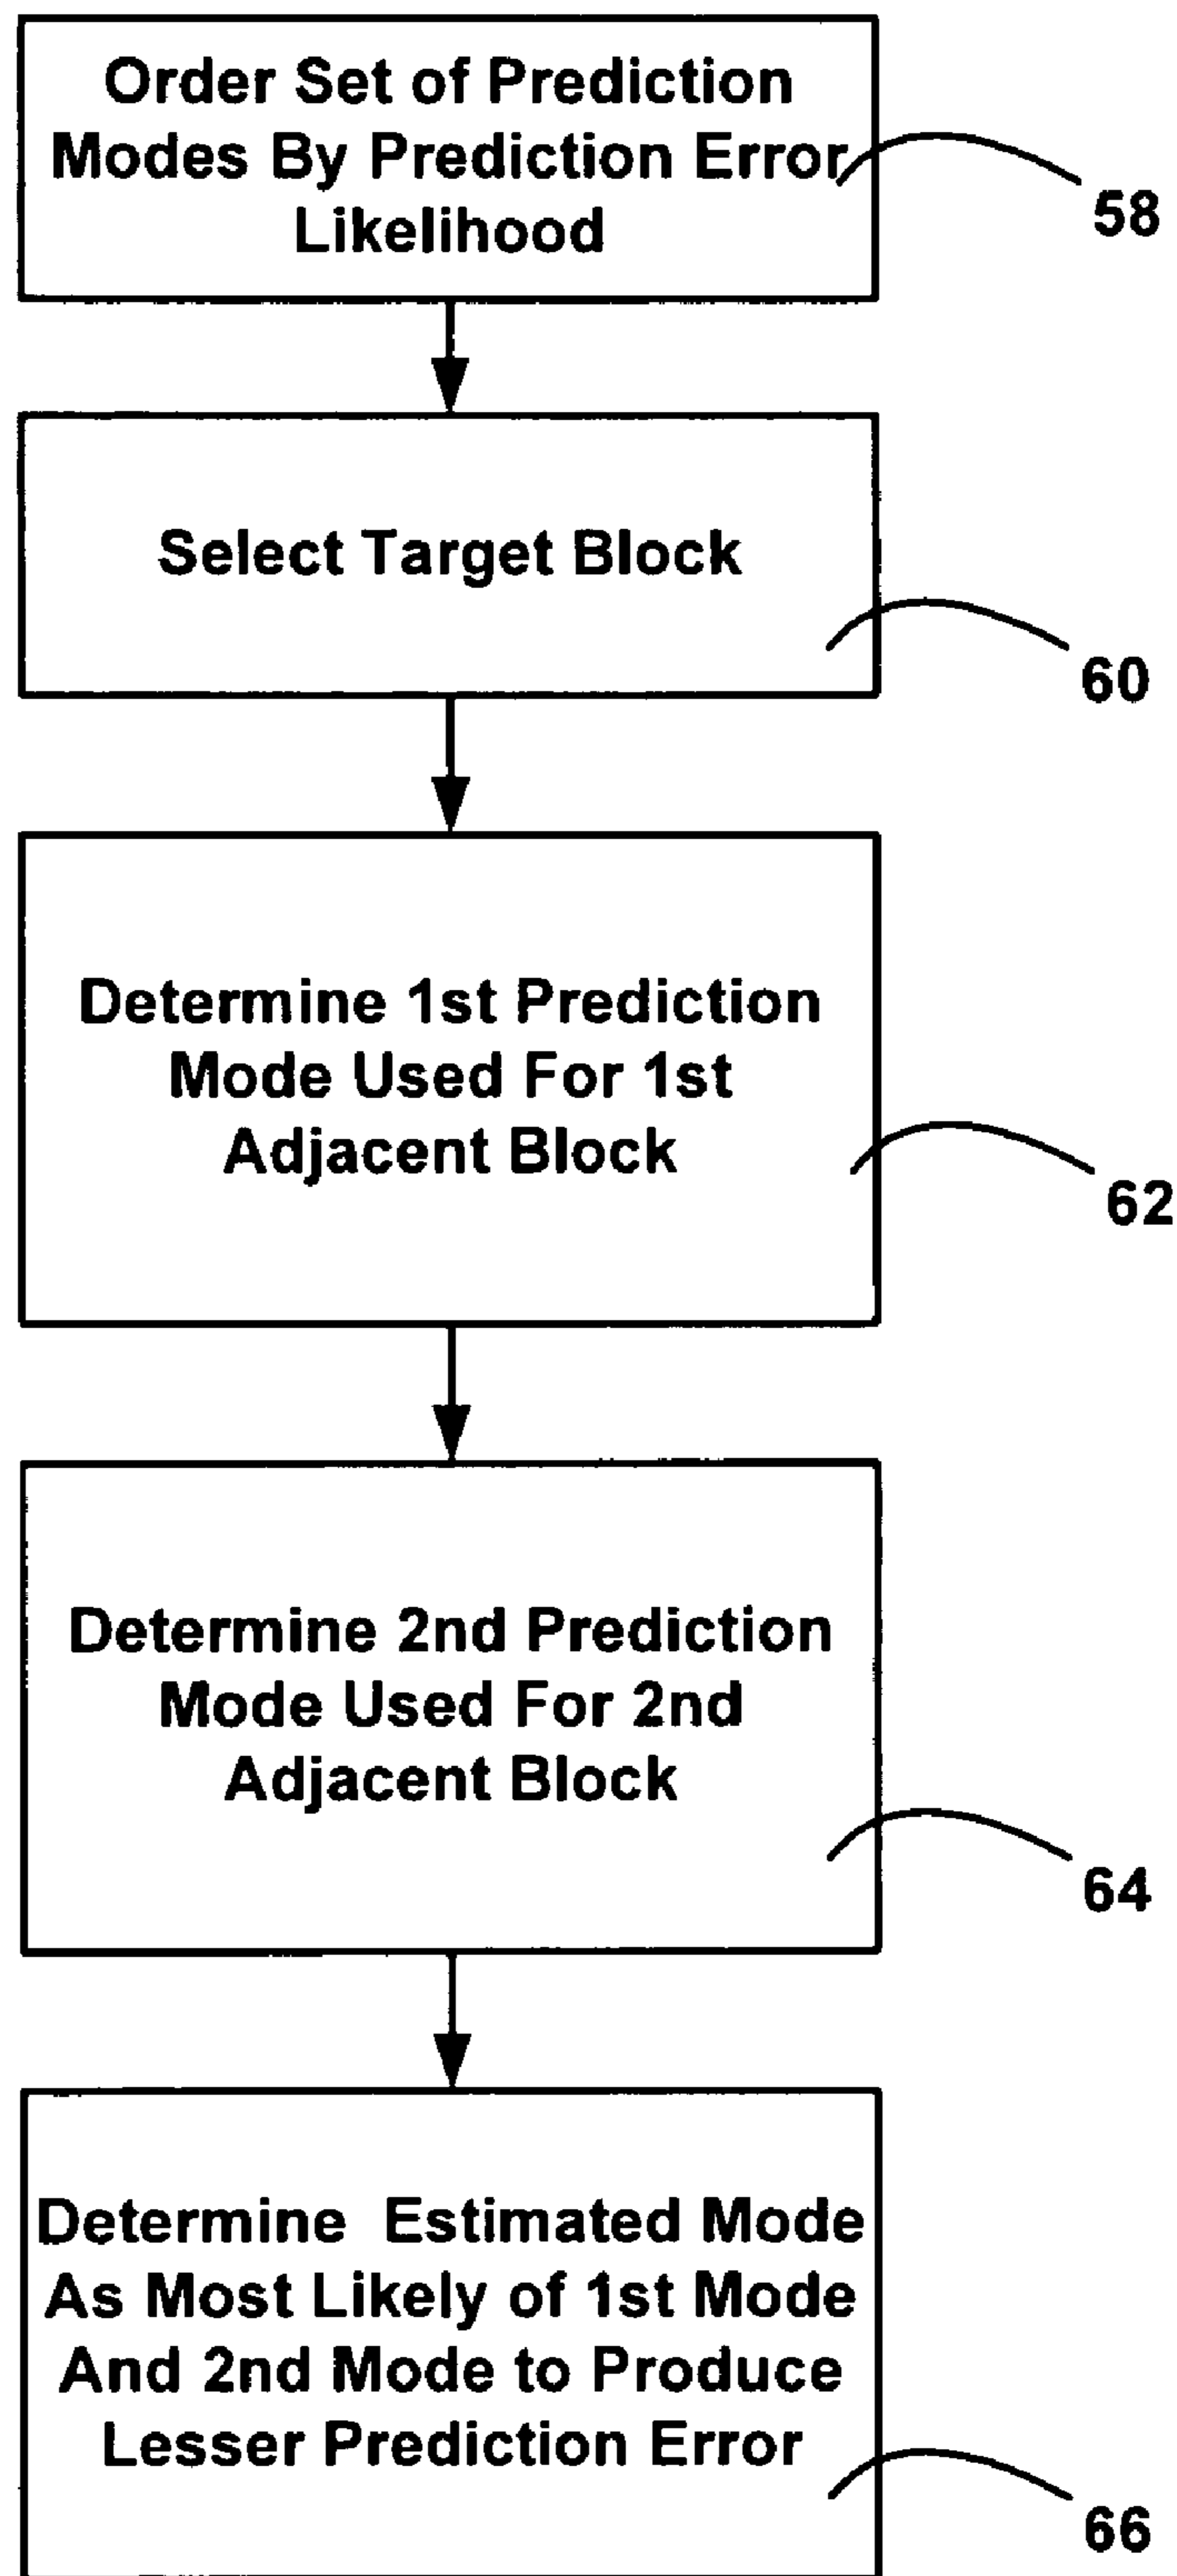 Order Set of Prediction
Modes By Prediction Error
Likelihood
58
Select Target Block
60
Determine 1st Prediction
Mode Used For 1st
Adjacent Block
62
Determine 2nd Prediction
Mode Used For 2nd
Adjacent Block
64
Determine Estimated Mode
As Most Likely of 1st Mode
And 2nd Mode to Produce
Lesser Prediction Error
66